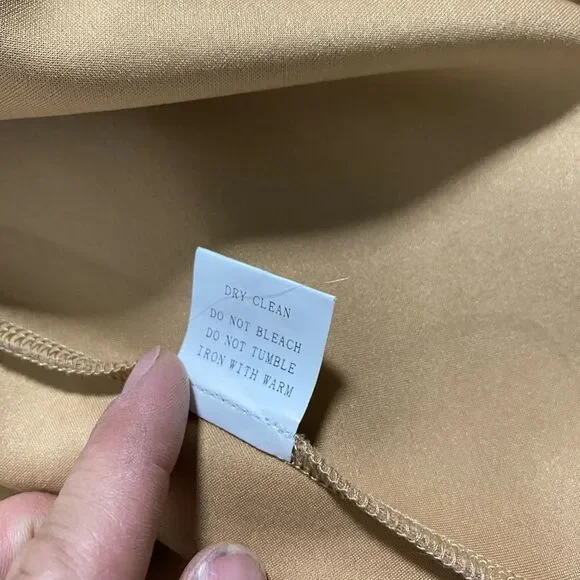 DRY CLEAN
DO NOT BLEACH
DO NOT TUMBLE
IRON WITH WARM